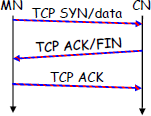 MN CN
TCP SYN/data
TCP ACK/FIN
TCP ACK